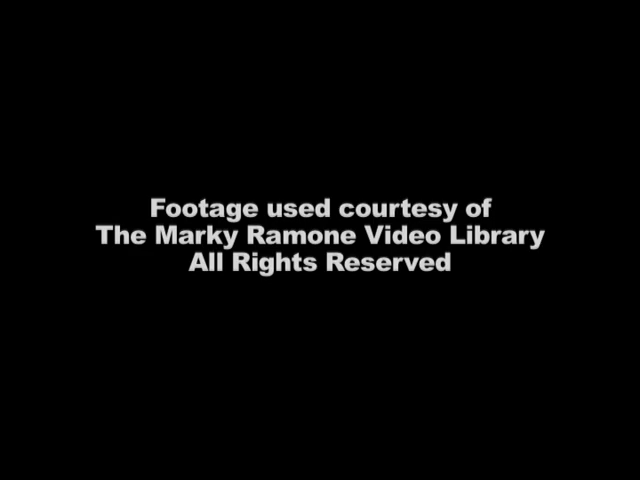 Footage used courtesy of
The Marky Ramone Video Library
All Rights Reserved